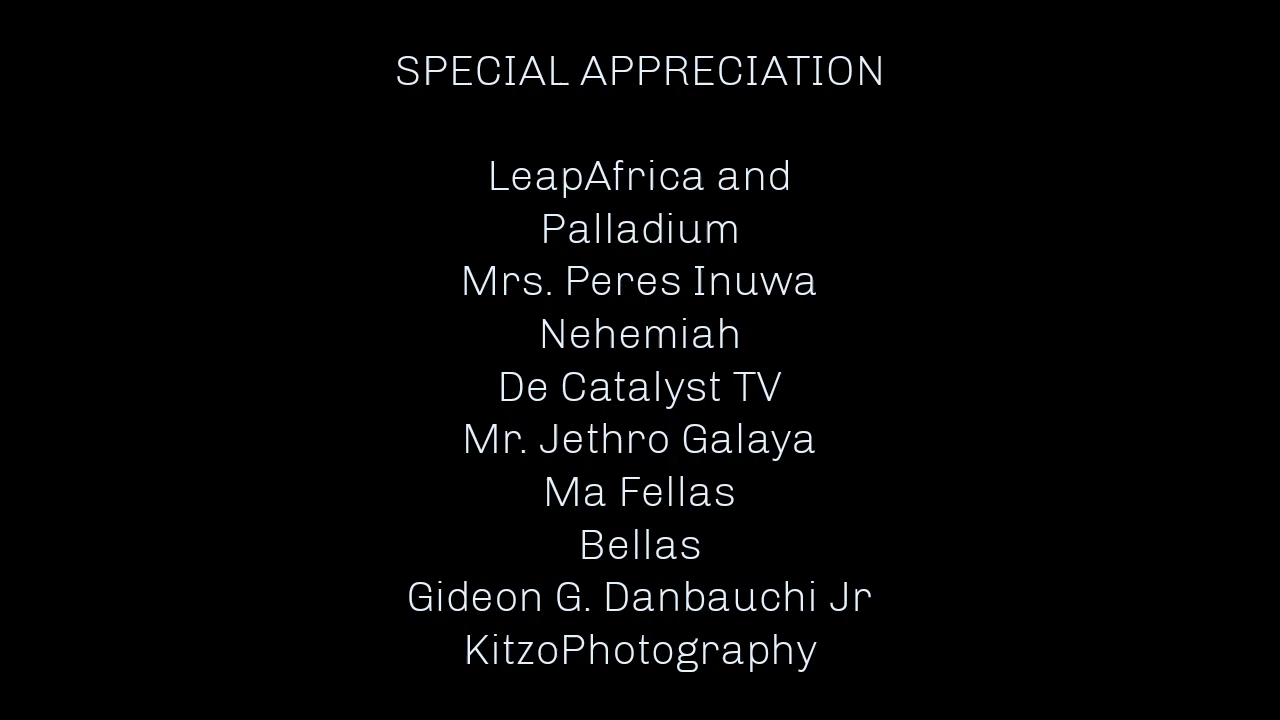 SPECIAL APPRECIATION
LeapAfrica and
Palladium
Mrs. Peres Inuwa
Nehemiah
De Catalyst TV
Mr. Jethro Galaya
Ma Fellas
Bellas
Gideon G. Danbauchi Jr
KitzoPhotography